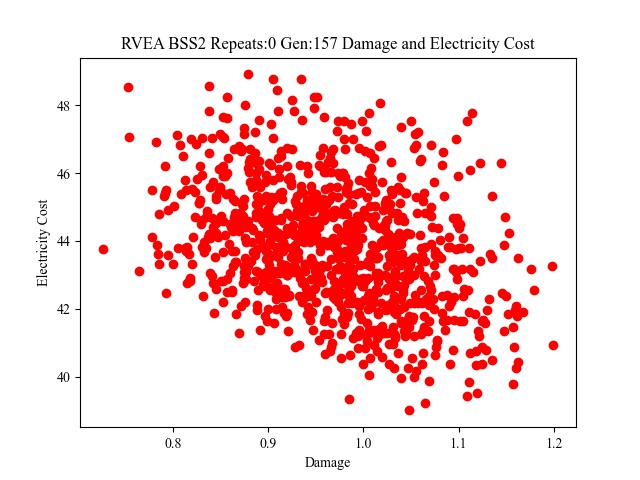 RVEA BSS2 Repeats:0 Gen:157 Damage and Electricity Cost
48
46
44
42
40
Electricity Cost
0.8 0.9 1.0 1.1 1.2
Damage